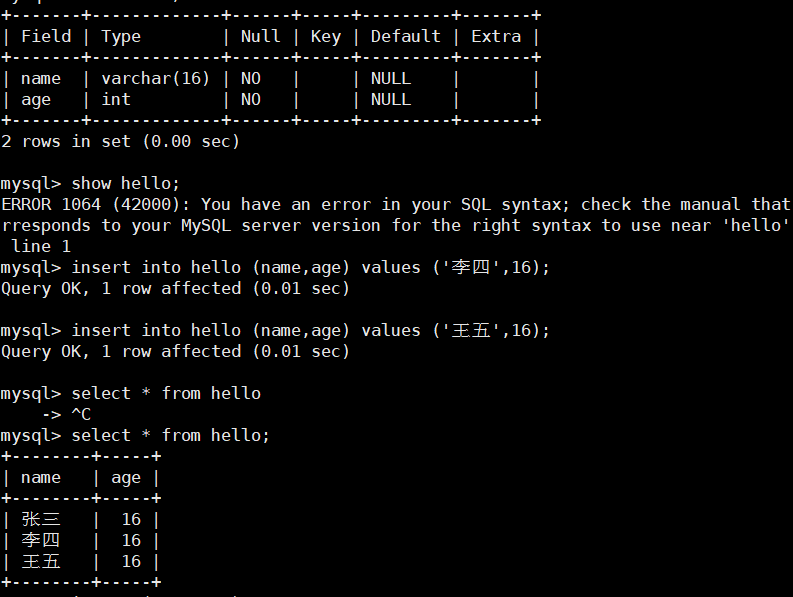 +-------+-------------+------+-----+---------+-------+
| Field | Type        | Null | Key | Default | Extra |
+-------+-------------+------+-----+---------+-------+
| name  | varchar(16) | NO   |     | NULL    |       |
| age   | int         | NO   |     | NULL    |       |
+-------+-------------+------+-----+---------+-------+
2 rows in set (0.00 sec)

mysql> show hello;
ERROR 1064 (42000): You have an error in your SQL syntax; check the manual that
rresponds to your MySQL server version for the right syntax to use near 'hello'
 line 1
mysql> insert into hello (name,age) values ('李四',16);
Query OK, 1 row affected (0.01 sec)

mysql> insert into hello (name,age) values ('王五',16);
Query OK, 1 row affected (0.01 sec)

mysql> select * from hello
    -> ^C
mysql> select * from hello;
+--------+-----+
| name   | age |
+--------+-----+
| 张三   |  16 |
| 李四   |  16 |
| 王五   |  16 |
+--------+-----+